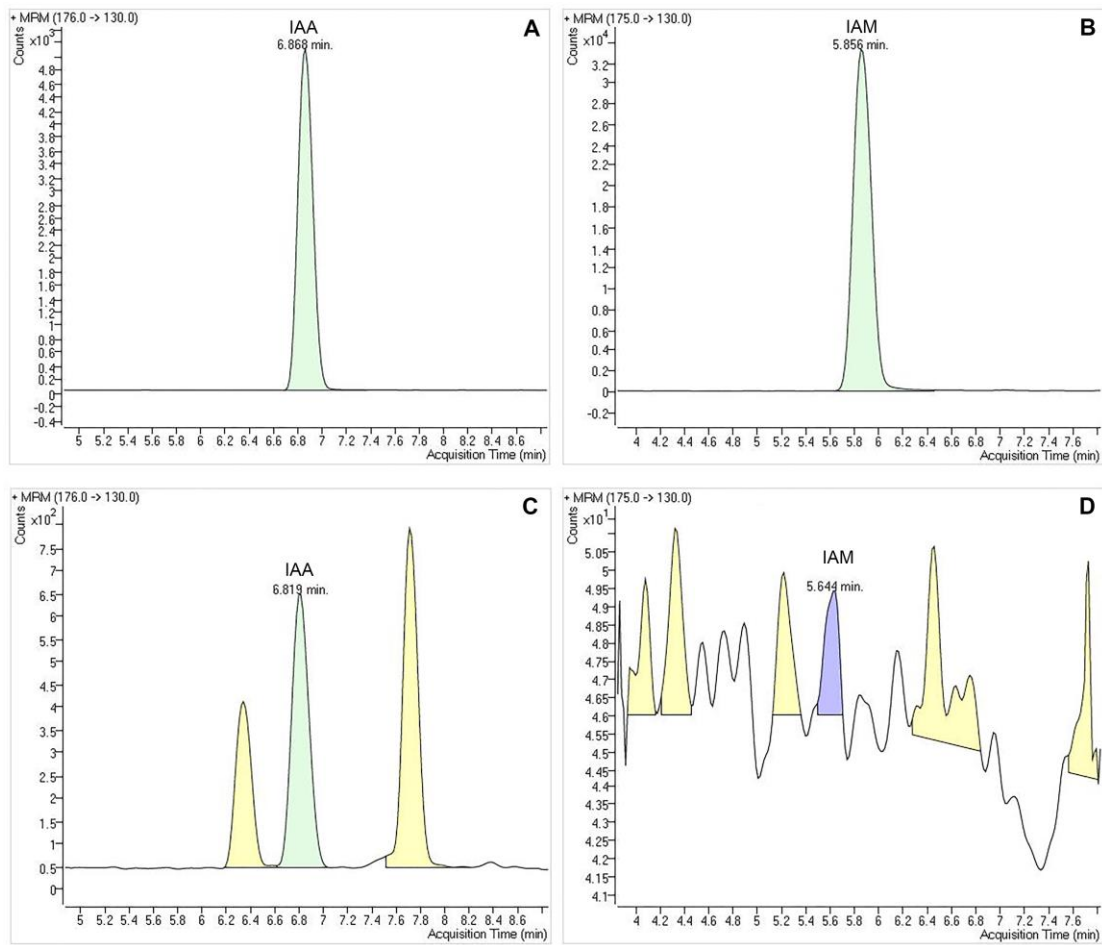 + MRM (176.0 -> 130.0)
A
Counts
x10³
IAA
6.868 min.
4.8
4.6
4.4
4.2
4
3.8
3.6
3.4
3.2
3
2.8
2.6
2.4
2.2
2
1.8
1.6
1.4
1.2
1
0.8
0.6
0.4
0.2
0
-0.2
-0.4
5 5.2 5.4 5.6 5.8 6 6.2 6.4 6.6 6.8 7 7.2 7.4 7.6 7.8 8 8.2 8.4 8.6
Acquisition Time (min)
+ MRM (175.0 -> 130.0)
B
Counts
x10⁴
IAM
5.856 min.
3.2
3
2.8
2.6
2.4
2.2
2
1.8
1.6
1.4
1.2
1
0.8
0.6
0.4
0.2
0
-0.2
4 4.2 4.4 4.6 4.8 5 5.2 5.4 5.6 5.8 6 6.2 6.4 6.6 6.8 7 7.2 7.4 7.6
Acquisition Time (min)
+ MRM (176.0 -> 130.0)
C
Counts
x10²
IAA
6.819 min.
7.5
7
6.5
6
5.5
5
4.5
4
3.5
3
2.5
2
1.5
1
0.5
0
5 5.2 5.4 5.6 5.8 6 6.2 6.4 6.6 6.8 7 7.2 7.4 7.6 7.8 8 8.2 8.4 8.6
Acquisition Time (min)
+ MRM (175.0 -> 130.0)
D
Counts
x10¹
IAM
5.644 min.
5.05
5
4.95
4.9
4.85
4.8
4.75
4.7
4.65
4.6
4.55
4.5
4.45
4.4
4.35
4.3
4.25
4.2
4.15
4.1
4 4.2 4.4 4.6 4.8 5 5.2 5.4 5.6 5.8 6 6.2 6.4 6.6 6.8 7 7.2 7.4 7.6
Acquisition Time (min)